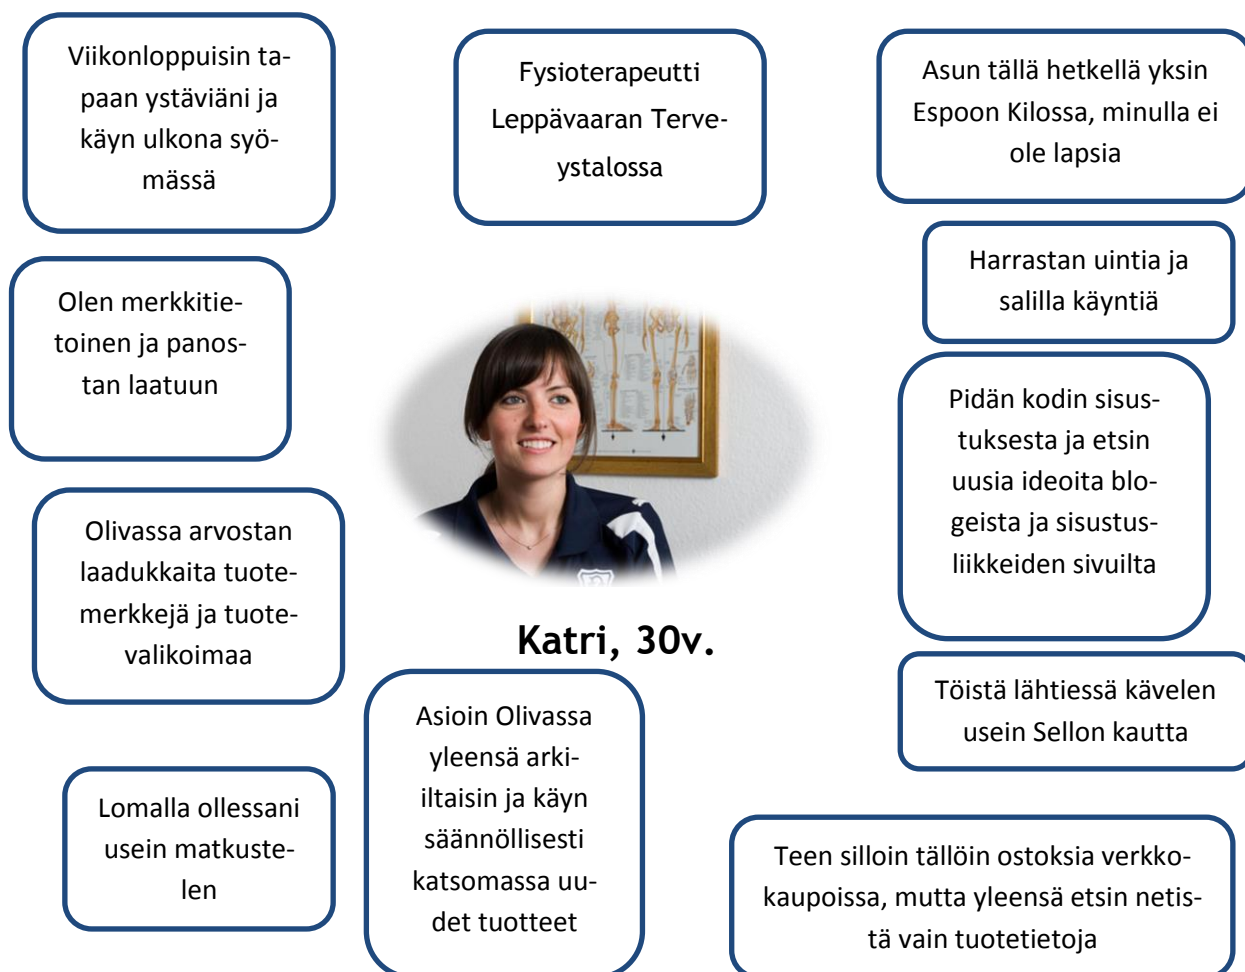 Viikonloppuisin ta-
paan ystäviäni ja
käyn ulkona syö-
mässä
Fysioterapeutti
Leppävaaran Terve-
ystalossa
Asun tällä hetkellä yksin
Espoon Kilossa, minulla ei
ole lapsia
Harrastan uintia ja
salilla käyntiä
Olen merkkitie-
toinen ja panos-
tan laatuun
Pidän kodin sisus-
tuksesta ja etsin
uusia ideoita blo-
geista ja sisustus-
liikkeiden sivuilta
Olivassa arvostan
laadukkaita tuote-
merkkejä ja tuote-
valikoimaa
Katri, 30v.
Töistä lähtiessä kävelen
usein Sellon kautta
Asioin Olivassa
yleensä arki-
iltaisin ja käyn
säännöllisesti
katsomassa uu-
det tuotteet
Lomalla ollessani
usein matkuste-
len
Teen silloin tällöin ostoksia verkko-
kaupoissa, mutta yleensä etsin netis-
tä vain tuotetietoja